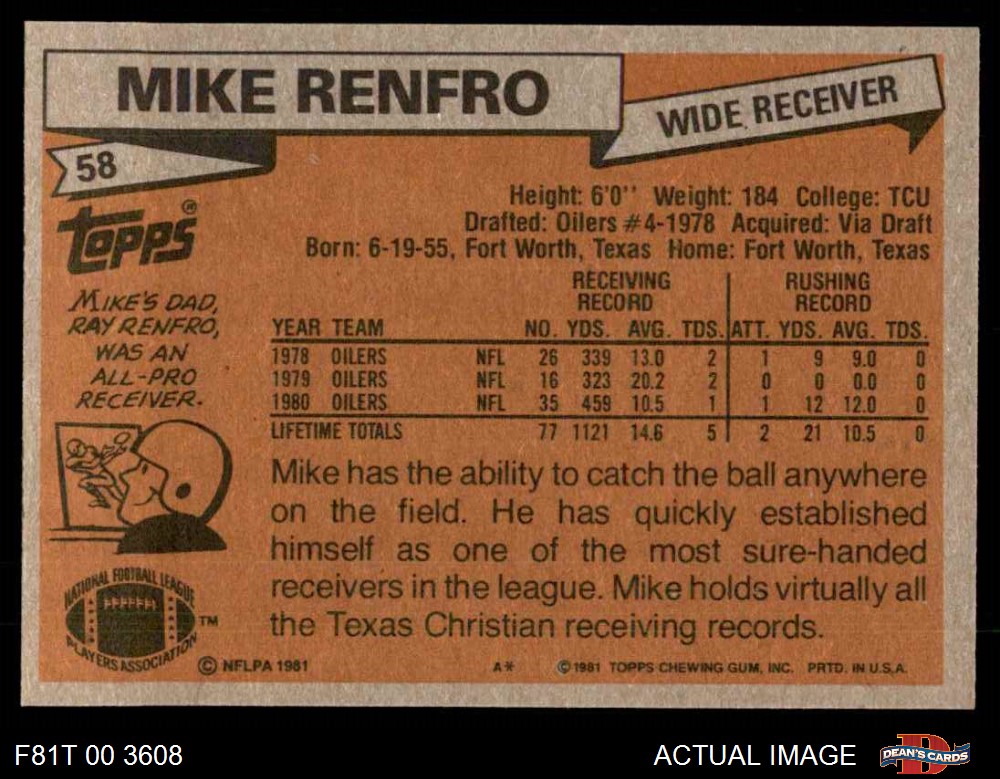 MIKE RENFRO
WIDE RECEIVER
58
Topps®
Height: 6'0'' Weight: 184 College: TCU
Drafted: Oilers #4-1978 Acquired: Via Draft
Born: 6-19-55, Fort Worth, Texas Home: Fort Worth, Texas
MIKE'S DAD,
RAY RENFRO,
WAS AN
ALL-PRO
RECEIVER.
RECEIVING RECORD RUSHING RECORD
YEAR TEAM NO. YDS. AVG. TDS. ATT. YDS. AVG. TDS.
1978 OILERS NFL 26 339 13.0 2 1 9 9.0 0
1979 OILERS NFL 16 323 20.2 2 0 0 0.0 0
1980 OILERS NFL 35 459 10.5 1 1 12 12.0 0
LIFETIME TOTALS 77 1121 14.6 5 2 21 10.5 0
Mike has the ability to catch the ball anywhere
on the field. He has quickly established
himself as one of the most sure-handed
receivers in the league. Mike holds virtually all
the Texas Christian receiving records.
NATIONAL FOOTBALL LEAGUE
PLAYERS ASSOCIATION
TM
© NFLPA 1981 A* © 1981 TOPPS CHEWING GUM, INC. PRTD. IN U.S.A.
F81T 00 3608
ACTUAL IMAGE
D
DEAN'S CARDS